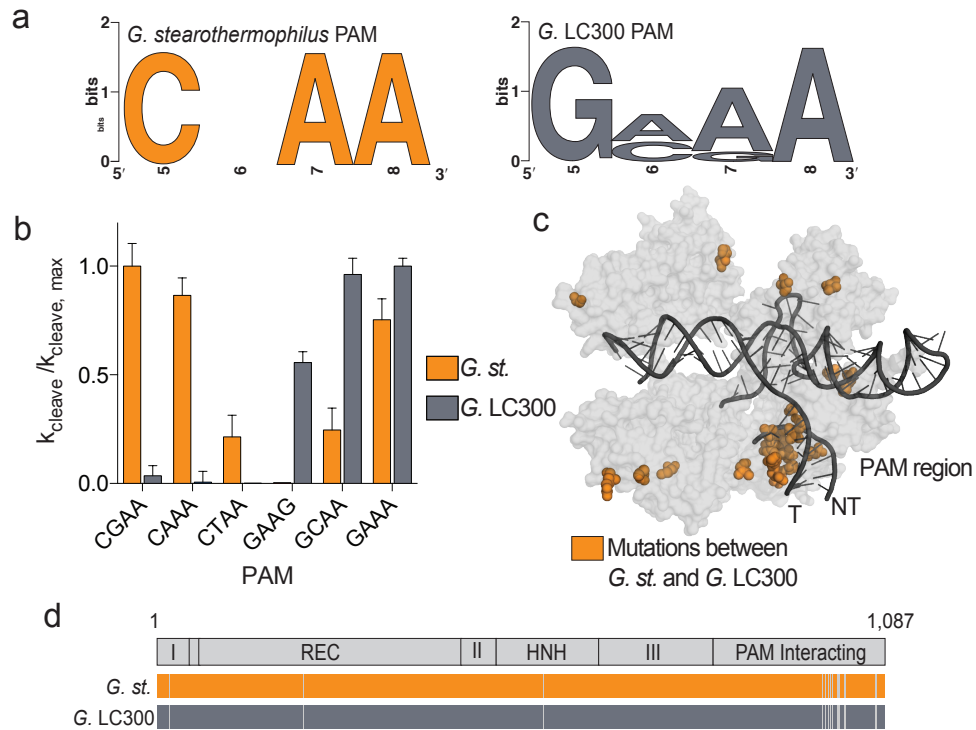 a
G. stearothermophilus PAM
G. LC300 PAM
2
1
0
bits
bits
C A A
5′ 5 6 7 8 3′
2
1
0
bits
G A A A
C G
5′ 5 6 7 8 3′
b
k cleave /k cleave, max
1.0
0.5
0.0
CGAA CAAA CTAA GAAG GCAA GAAA
PAM
G. st.
G. LC300
c
PAM region
T NT
Mutations between
G. st. and G. LC300
d
1 1,087
I REC II HNH III PAM Interacting
G. st.
G. LC300